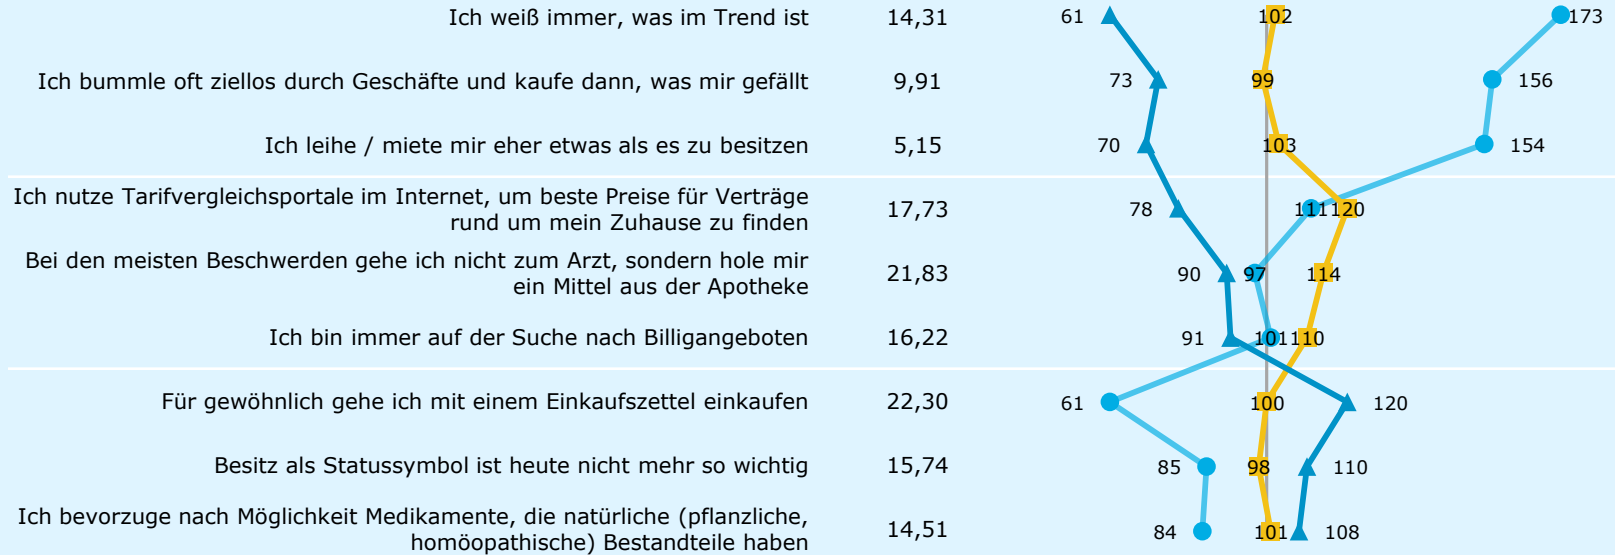 Ich weiß immer, was im Trend ist 14,31 61 102 173
Ich bummle oft ziellos durch Geschäfte und kaufe dann, was mir gefällt 9,91 73 99 156
Ich leihe / miete mir eher etwas als es zu besitzen 5,15 70 103 154
Ich nutze Tarifvergleichsportale im Internet, um beste Preise für Verträge
rund um mein Zuhause zu finden 17,73 78 111 120
Bei den meisten Beschwerden gehe ich nicht zum Arzt, sondern hole mir
ein Mittel aus der Apotheke 21,83 90 97 114
Ich bin immer auf der Suche nach Billigangeboten 16,22 91 101 110
Für gewöhnlich gehe ich mit einem Einkaufszettel einkaufen 22,30 61 100 120
Besitz als Statussymbol ist heute nicht mehr so wichtig 15,74 85 98 110
Ich bevorzuge nach Möglichkeit Medikamente, die natürliche (pflanzliche,
homöopathische) Bestandteile haben 14,51 84 101 108